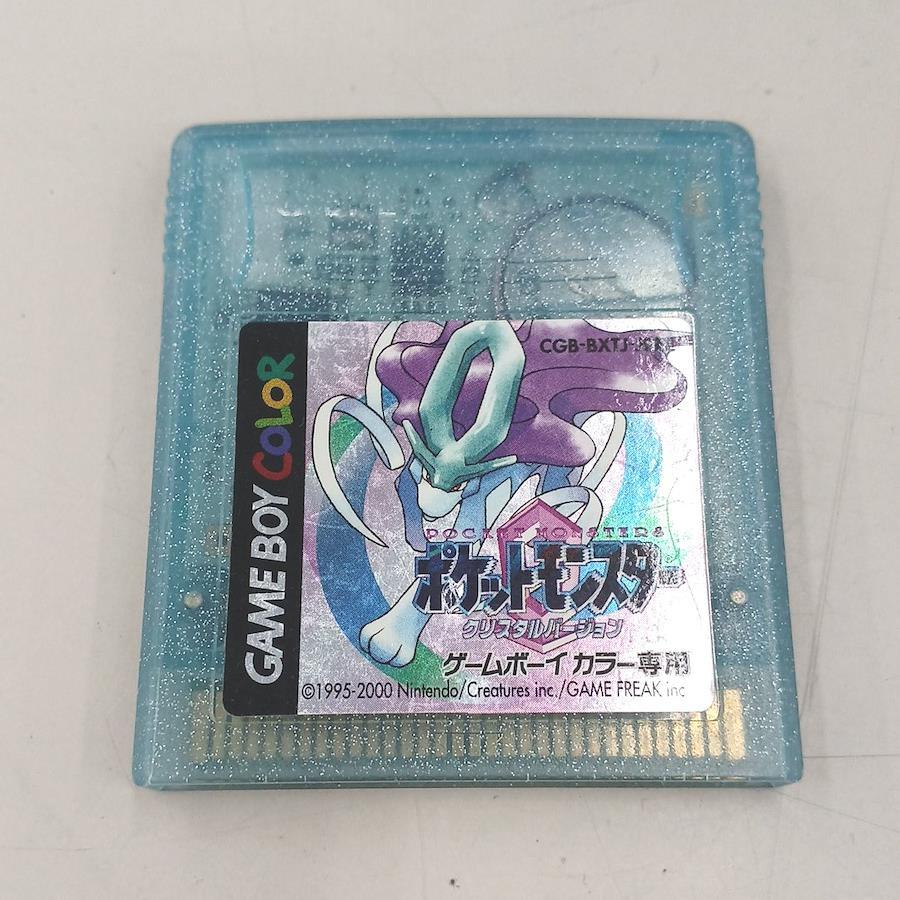 GAME BOY COLOR
POCKET MONSTERS
ポケットモンスター
クリスタルバージョン
ゲームボーイ カラー専用
©1995-2000 Nintendo/Creatures inc./GAME FREAK inc